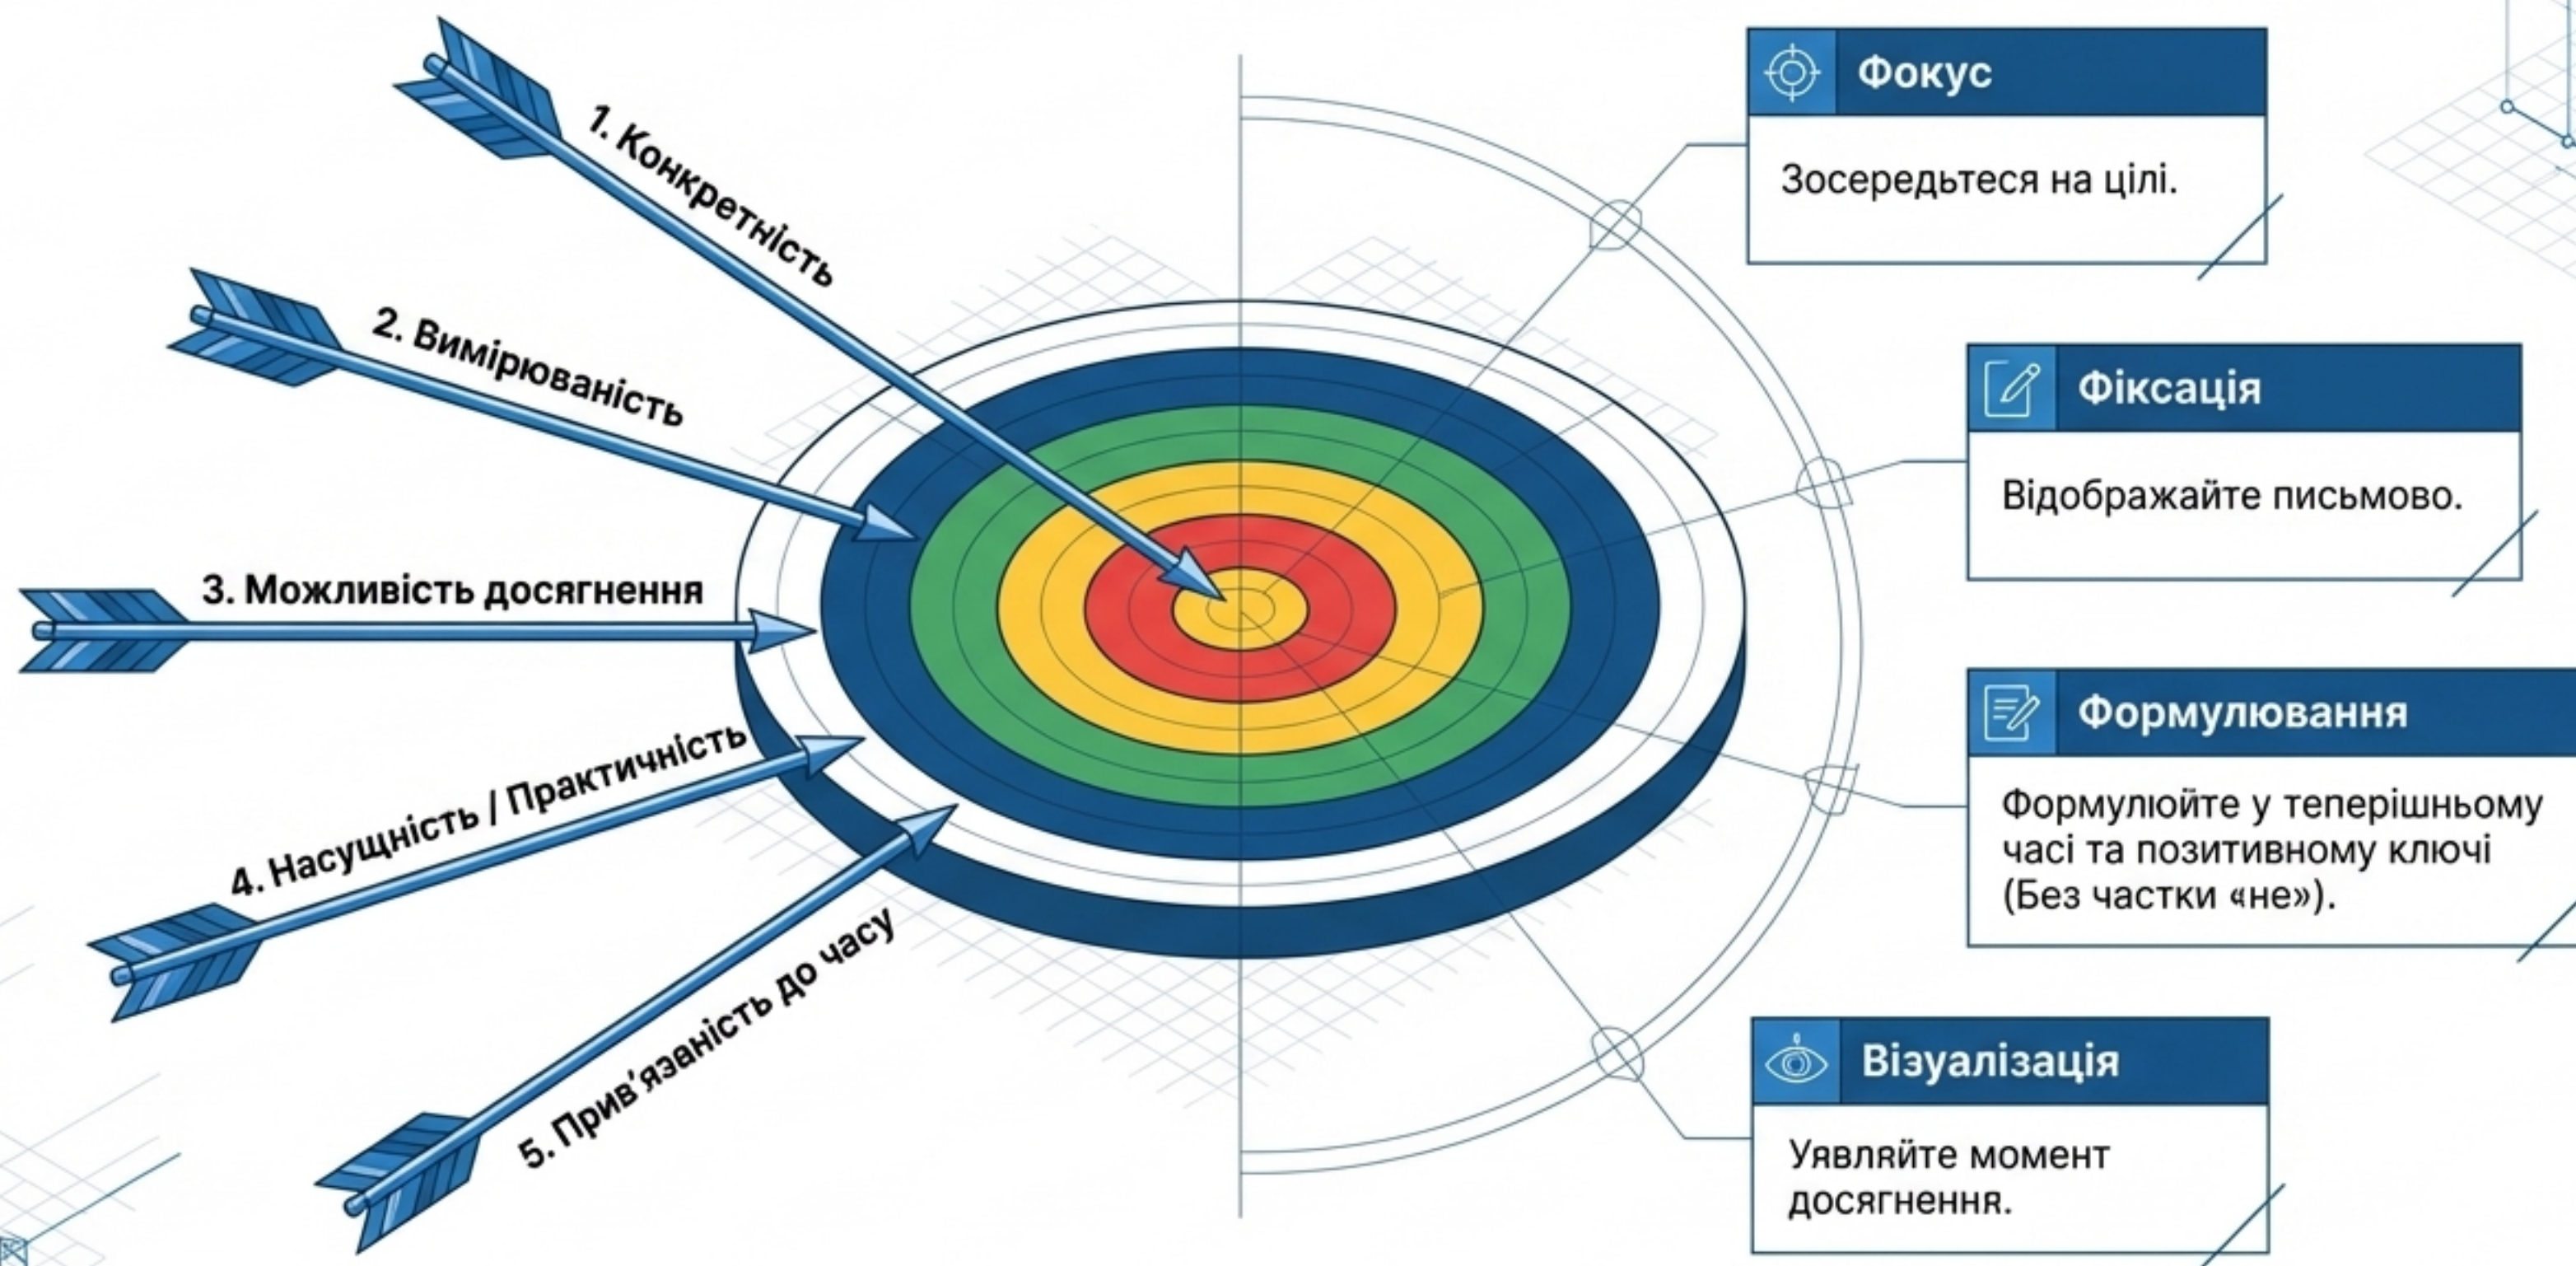 1. Конкретність
2. Вимірюваність
3. Можливість досягнення
4. Насущність / Практичність
5. Прив'язаність до часу
Фокус
Зосередьтеся на цілі.
Фіксація
Відображайте письмово.
Формулювання
Формулюйте у теперішньому
часі та позитивному ключі
(Без частки «не»).
Візуалізація
Уявляйте момент
досягнення.